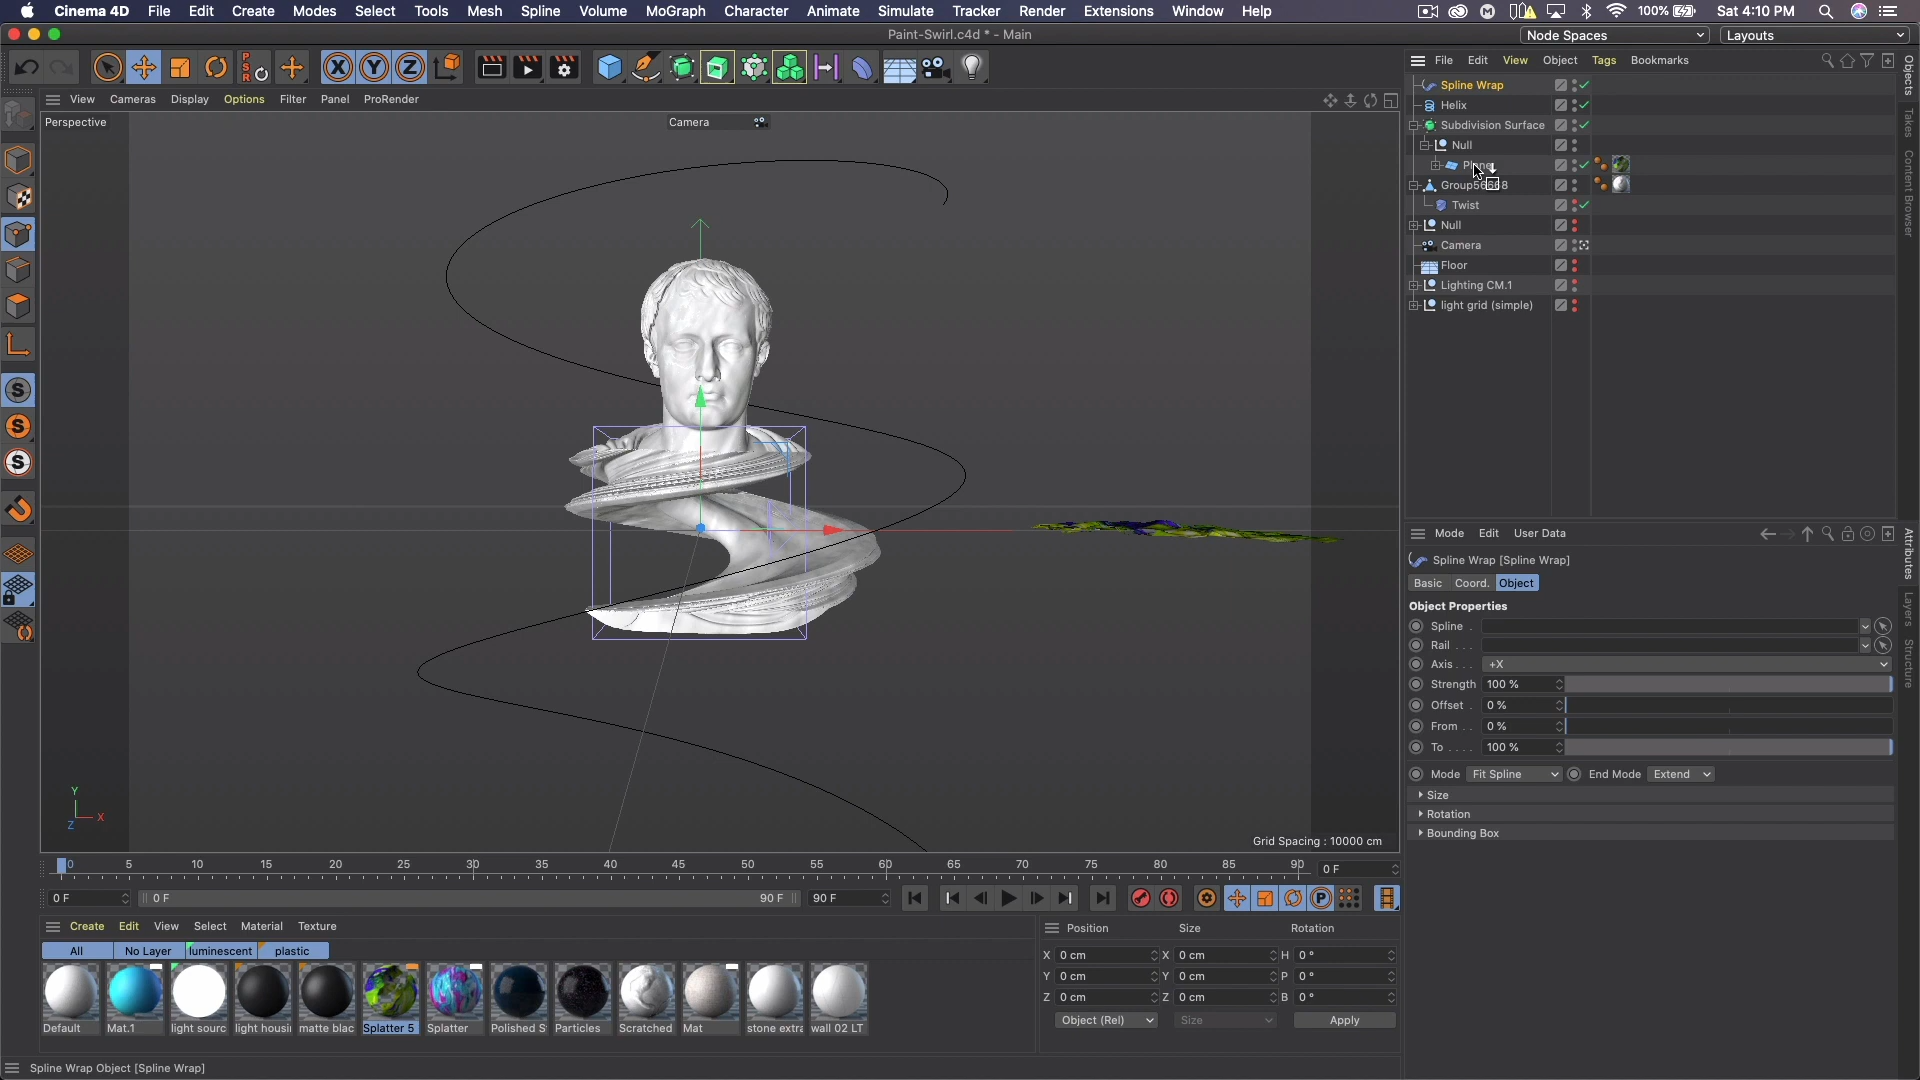 Cinema 4D File Edit Create Modes Select Tools Mesh Spline Volume MoGraph Character Animate Simulate Tracker Render Extensions Window Help 100% Sat 4:10 PM
Paint-Swirl.c4d * - Main
Node Spaces Layouts
PSR X Y Z
File Edit View Object Tags Bookmarks
View Cameras Display Options Filter Panel ProRender
Perspective
Camera
Spline Wrap
Helix
Subdivision Surface
Null
Twist
Null
Camera
Floor
Lighting CM.1
light grid (simple)
Objects
Takes
Content Browser
Attributes
Layers
Structure
Mode Edit User Data
Spline Wrap [Spline Wrap]
Basic Coord. Object
Object Properties
Spline .
Rail . . .
Axis . . . +X
Strength 100 %
Offset . 0 %
From . . 0 %
To . . . . 100 %
Mode Fit Spline End Mode Extend
Size
Rotation
Bounding Box
S
S
S
Y
Z X
Grid Spacing : 10000 cm
0 5 10 15 20 25 30 35 40 45 50 55 60 65 70 75 80 85 90 0 F
0 F 0 F 90 F 90 F P
Create Edit View Select Material Texture
All No Layer luminescent plastic
Default Mat.1 light sourc light housi matte blac Splatter 5 Splatter Polished S Particles Scratched Mat stone extra wall 02 LT
Position Size Rotation
X 0 cm X 0 cm H 0 °
Y 0 cm Y 0 cm P 0 °
Z 0 cm Z 0 cm B 0 °
Object (Rel) Size Apply
Spline Wrap Object [Spline Wrap]